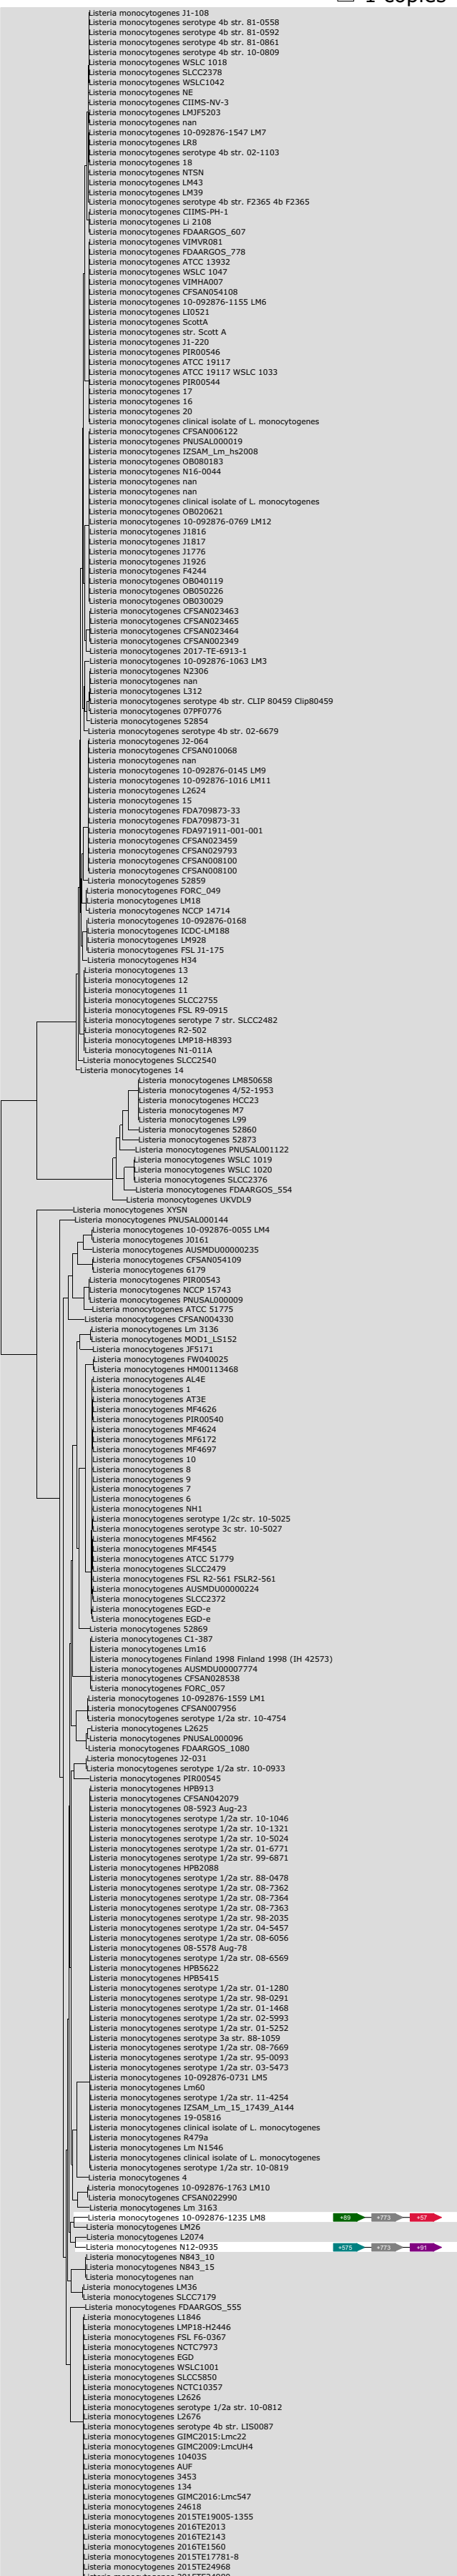 1 copies
Listeria monocytogenes J1-108
Listeria monocytogenes serotype 4b str. 81-0558
Listeria monocytogenes serotype 4b str. 81-0592
Listeria monocytogenes serotype 4b str. 81-0861
Listeria monocytogenes serotype 4b str. 10-0809
Listeria monocytogenes WSLC 1018
Listeria monocytogenes SLCC2378
Listeria monocytogenes WSLC1042
Listeria monocytogenes NE
Listeria monocytogenes CIIMS-NV-3
Listeria monocytogenes LMJF5203
Listeria monocytogenes nan
Listeria monocytogenes 10-092876-1547 LM7
Listeria monocytogenes LR8
Listeria monocytogenes serotype 4b str. 02-1103
Listeria monocytogenes 18
Listeria monocytogenes NTSN
Listeria monocytogenes LM43
Listeria monocytogenes LM39
Listeria monocytogenes serotype 4b str. F2365 4b F2365
Listeria monocytogenes CIIMS-PH-1
Listeria monocytogenes Li 2108
Listeria monocytogenes FDAARGOS_607
Listeria monocytogenes VIMVR081
Listeria monocytogenes FDAARGOS_778
Listeria monocytogenes ATCC 13932
Listeria monocytogenes WSLC 1047
Listeria monocytogenes VIMHA007
Listeria monocytogenes CFSAN054108
Listeria monocytogenes 10-092876-1155 LM6
Listeria monocytogenes LI0521
Listeria monocytogenes ScottA
Listeria monocytogenes str. Scott A
Listeria monocytogenes J1-220
Listeria monocytogenes PIR00546
Listeria monocytogenes ATCC 19117
Listeria monocytogenes ATCC 19117 WSLC 1033
Listeria monocytogenes PIR00544
Listeria monocytogenes 17
Listeria monocytogenes 16
Listeria monocytogenes 20
Listeria monocytogenes clinical isolate of L. monocytogenes
Listeria monocytogenes CFSAN006122
Listeria monocytogenes PNUSAL000019
Listeria monocytogenes IZSAM_Lm_hs2008
Listeria monocytogenes OB080183
Listeria monocytogenes N16-0044
Listeria monocytogenes nan
Listeria monocytogenes nan
Listeria monocytogenes clinical isolate of L. monocytogenes
Listeria monocytogenes OB020621
Listeria monocytogenes 10-092876-0769 LM12
Listeria monocytogenes J1816
Listeria monocytogenes J1817
Listeria monocytogenes J1776
Listeria monocytogenes J1926
Listeria monocytogenes F4244
Listeria monocytogenes OB040119
Listeria monocytogenes OB050226
Listeria monocytogenes OB030029
Listeria monocytogenes CFSAN023463
Listeria monocytogenes CFSAN023465
Listeria monocytogenes CFSAN023464
Listeria monocytogenes CFSAN002349
Listeria monocytogenes 2017-TE-6913-1
Listeria monocytogenes 10-092876-1063 LM3
Listeria monocytogenes N2306
Listeria monocytogenes nan
Listeria monocytogenes L312
Listeria monocytogenes serotype 4b str. CLIP 80459 Clip80459
Listeria monocytogenes 07PF0776
Listeria monocytogenes 52854
Listeria monocytogenes serotype 4b str. 02-6679
Listeria monocytogenes J2-064
Listeria monocytogenes CFSAN010068
Listeria monocytogenes nan
Listeria monocytogenes 10-092876-0145 LM9
Listeria monocytogenes 10-092876-1016 LM11
Listeria monocytogenes L2624
Listeria monocytogenes 15
Listeria monocytogenes FDA709873-33
Listeria monocytogenes FDA709873-31
Listeria monocytogenes FDA971911-001-001
Listeria monocytogenes CFSAN023459
Listeria monocytogenes CFSAN029793
Listeria monocytogenes CFSAN008100
Listeria monocytogenes CFSAN008100
Listeria monocytogenes 52859
Listeria monocytogenes FORC_049
Listeria monocytogenes LM18
Listeria monocytogenes NCCP 14714
Listeria monocytogenes 10-092876-0168
Listeria monocytogenes ICDC-LM188
Listeria monocytogenes LM928
Listeria monocytogenes FSL J1-175
Listeria monocytogenes H34
Listeria monocytogenes 13
Listeria monocytogenes 12
Listeria monocytogenes 11
Listeria monocytogenes SLCC2755
Listeria monocytogenes FSL R9-0915
Listeria monocytogenes serotype 7 str. SLCC2482
Listeria monocytogenes R2-502
Listeria monocytogenes LMP18-H8393
Listeria monocytogenes N1-011A
Listeria monocytogenes SLCC2540
Listeria monocytogenes 14
Listeria monocytogenes LM850658
Listeria monocytogenes 4/52-1953
Listeria monocytogenes HCC23
Listeria monocytogenes M7
Listeria monocytogenes L99
Listeria monocytogenes 52860
Listeria monocytogenes 52873
Listeria monocytogenes PNUSAL001122
Listeria monocytogenes WSLC 1019
Listeria monocytogenes WSLC 1020
Listeria monocytogenes SLCC2376
Listeria monocytogenes FDAARGOS_554
Listeria monocytogenes UKVDL9
Listeria monocytogenes XYSN
Listeria monocytogenes PNUSAL000144
Listeria monocytogenes 10-092876-0055 LM4
Listeria monocytogenes J0161
Listeria monocytogenes AUSMDU00000235
Listeria monocytogenes CFSAN054109
Listeria monocytogenes 6179
Listeria monocytogenes PIR00543
Listeria monocytogenes NCCP 15743
Listeria monocytogenes PNUSAL000009
Listeria monocytogenes ATCC 51775
Listeria monocytogenes CFSAN004330
Listeria monocytogenes Lm 3136
Listeria monocytogenes MOD1_LS152
Listeria monocytogenes JF5171
Listeria monocytogenes FW040025
Listeria monocytogenes HM00113468
Listeria monocytogenes AL4E
Listeria monocytogenes 1
Listeria monocytogenes AT3E
Listeria monocytogenes MF4626
Listeria monocytogenes PIR00540
Listeria monocytogenes MF4624
Listeria monocytogenes MF6172
Listeria monocytogenes MF4697
Listeria monocytogenes 10
Listeria monocytogenes 8
Listeria monocytogenes 9
Listeria monocytogenes 7
Listeria monocytogenes 6
Listeria monocytogenes NH1
Listeria monocytogenes serotype 1/2c str. 10-5025
Listeria monocytogenes serotype 3c str. 10-5027
Listeria monocytogenes MF4562
Listeria monocytogenes MF4545
Listeria monocytogenes ATCC 51779
Listeria monocytogenes SLCC2479
Listeria monocytogenes FSL R2-561 FSLR2-561
Listeria monocytogenes AUSMDU00000224
Listeria monocytogenes SLCC2372
Listeria monocytogenes EGD-e
Listeria monocytogenes EGD-e
Listeria monocytogenes 52869
Listeria monocytogenes C1-387
Listeria monocytogenes Lm16
Listeria monocytogenes Finland 1998 Finland 1998 (IH 42573)
Listeria monocytogenes AUSMDU00007774
Listeria monocytogenes CFSAN028538
Listeria monocytogenes FORC_057
Listeria monocytogenes 10-092876-1559 LM1
Listeria monocytogenes CFSAN007956
Listeria monocytogenes serotype 1/2a str. 10-4754
Listeria monocytogenes L2625
Listeria monocytogenes PNUSAL000096
Listeria monocytogenes FDAARGOS_1080
Listeria monocytogenes J2-031
Listeria monocytogenes serotype 1/2a str. 10-0933
Listeria monocytogenes PIR00545
Listeria monocytogenes HPB913
Listeria monocytogenes CFSAN042079
Listeria monocytogenes 08-5923 Aug-23
Listeria monocytogenes serotype 1/2a str. 10-1046
Listeria monocytogenes serotype 1/2a str. 10-1321
Listeria monocytogenes serotype 1/2a str. 10-5024
Listeria monocytogenes serotype 1/2a str. 01-6771
Listeria monocytogenes serotype 1/2a str. 99-6871
Listeria monocytogenes HPB2088
Listeria monocytogenes serotype 1/2a str. 88-0478
Listeria monocytogenes serotype 1/2a str. 08-7362
Listeria monocytogenes serotype 1/2a str. 08-7364
Listeria monocytogenes serotype 1/2a str. 08-7363
Listeria monocytogenes serotype 1/2a str. 98-2035
Listeria monocytogenes serotype 1/2a str. 04-5457
Listeria monocytogenes serotype 1/2a str. 08-6056
Listeria monocytogenes 08-5578 Aug-78
Listeria monocytogenes serotype 1/2a str. 08-6569
Listeria monocytogenes HPB5622
Listeria monocytogenes HPB5415
Listeria monocytogenes serotype 1/2a str. 01-1280
Listeria monocytogenes serotype 1/2a str. 98-0291
Listeria monocytogenes serotype 1/2a str. 01-1468
Listeria monocytogenes serotype 1/2a str. 02-5993
Listeria monocytogenes serotype 1/2a str. 01-5252
Listeria monocytogenes serotype 3a str. 88-1059
Listeria monocytogenes serotype 1/2a str. 08-7669
Listeria monocytogenes serotype 1/2a str. 95-0093
Listeria monocytogenes serotype 1/2a str. 03-5473
Listeria monocytogenes 10-092876-0731 LM5
Listeria monocytogenes Lm60
Listeria monocytogenes serotype 1/2a str. 11-4254
Listeria monocytogenes IZSAM_Lm_15_17439_A144
Listeria monocytogenes 19-05816
Listeria monocytogenes clinical isolate of L. monocytogenes
Listeria monocytogenes R479a
Listeria monocytogenes Lm N1546
Listeria monocytogenes clinical isolate of L. monocytogenes
Listeria monocytogenes serotype 1/2a str. 10-0819
Listeria monocytogenes 4
Listeria monocytogenes 10-092876-1763 LM10
Listeria monocytogenes CFSAN022990
Listeria monocytogenes Lm 3163
Listeria monocytogenes 10-092876-1235 LM8 +89 +773 +57
Listeria monocytogenes LM26
Listeria monocytogenes L2074
Listeria monocytogenes N12-0935 +575 +773 +91
Listeria monocytogenes N843_10
Listeria monocytogenes N843_15
Listeria monocytogenes nan
Listeria monocytogenes LM36
Listeria monocytogenes SLCC7179
Listeria monocytogenes FDAARGOS_555
Listeria monocytogenes L1846
Listeria monocytogenes LMP18-H2446
Listeria monocytogenes FSL F6-0367
Listeria monocytogenes NCTC7973
Listeria monocytogenes EGD
Listeria monocytogenes WSLC1001
Listeria monocytogenes SLCC5850
Listeria monocytogenes NCTC10357
Listeria monocytogenes L2626
Listeria monocytogenes serotype 1/2a str. 10-0812
Listeria monocytogenes L2676
Listeria monocytogenes serotype 4b str. LIS0087
Listeria monocytogenes GIMC2015:Lmc22
Listeria monocytogenes GIMC2009:LmcUH4
Listeria monocytogenes 10403S
Listeria monocytogenes AUF
Listeria monocytogenes 3453
Listeria monocytogenes 134
Listeria monocytogenes GIMC2016:Lmc547
Listeria monocytogenes 24618
Listeria monocytogenes 2015TE19005-1355
Listeria monocytogenes 2016TE2013
Listeria monocytogenes 2016TE2143
Listeria monocytogenes 2016TE1560
Listeria monocytogenes 2015TE17781-8
Listeria monocytogenes 2015TE24968